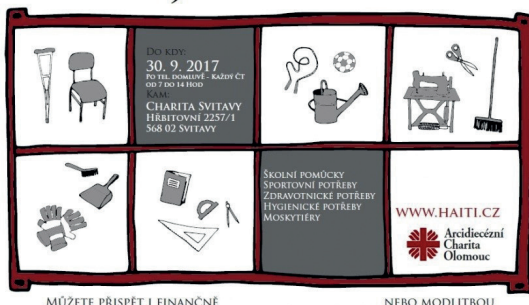 Do kdy:
30. 9. 2017
Po tel. domluvě - každý čt
od 7 do 14 hod
Kam:
Charita Svitavy
Hřbitovní 2257/1
568 02 Svitavy
Školní pomůcky
Sportovní potřeby
Zdravotnické potřeby
Hygienické potřeby
Moskytiéry
www.haiti.cz
Arcidiecézní
Charita
Olomouc
Můžete přispět i finančně
nebo modlitbou